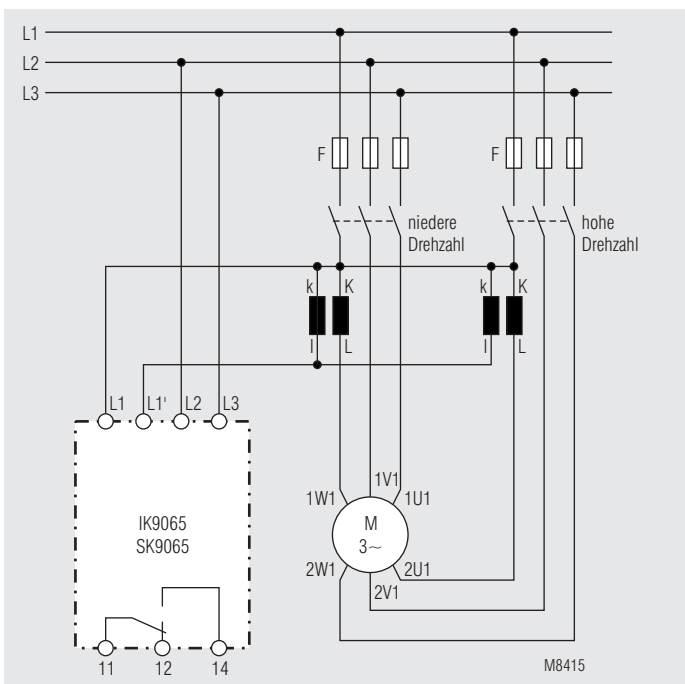 L1
L2
L3
F
F
niedere
Drehzahl
hohe
Drehzahl
k
K
k
K
l
L
l
L
L1
L1'
L2
L3
1V1
1W1
1U1
M
3~
IK9065
SK9065
2W1
2U1
2V1
11
12
14
M8415